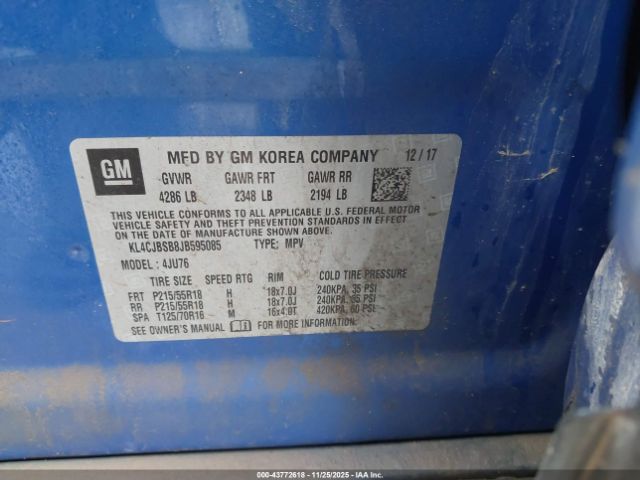 GM
MFD BY GM KOREA COMPANY 12/17
GVWR GAWR FRT GAWR RR
4286 LB 2348 LB 2194 LB
THIS VEHICLE CONFORMS TO ALL APPLICABLE U.S. FEDERAL MOTOR
VEHICLE SAFETY AND THEFT PREVENTION STANDARDS IN EFFECT
ON THE DATE OF MANUFACTURE SHOWN ABOVE.
KL4CJBSB8JB595085 TYPE: MPV
MODEL : 4JU76
TIRE SIZE SPEED RTG RIM COLD TIRE PRESSURE
FRT P215/55R18 H 18x7.0J 240KPA, 35 PSI
RR P215/55R18 H 18x7.0J 240KPA, 35 PSI
SPA T125/70R16 M 16x4.0T 420KPA, 60 PSI
SEE OWNER'S MANUAL FOR MORE INFORMATION.
000-43772618 - 11/25/2025 - IAAI.COM